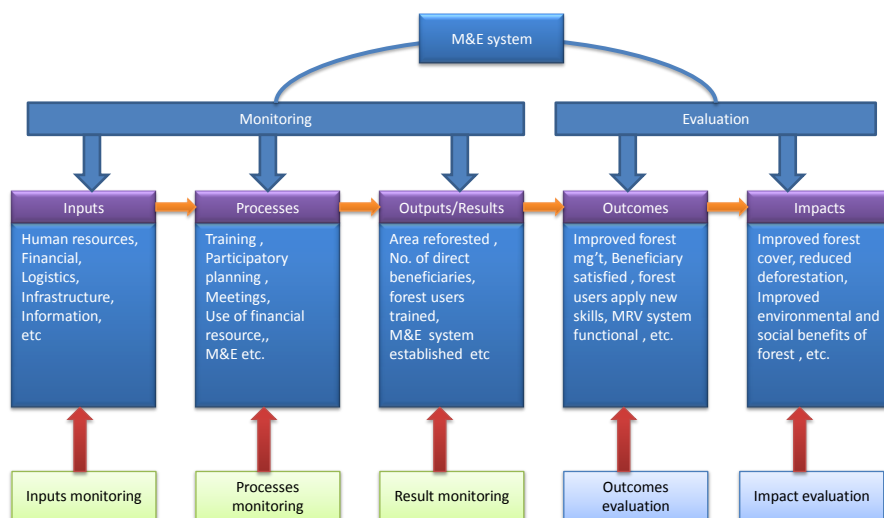 M&E system
Monitoring
Evaluation
Inputs
Human resources,
Financial,
Logistics,
Infrastructure,
Information,
etc
Processes
Training ,
Participatory
planning ,
Meetings,
Use of financial
resource,,
M&E etc.
Outputs/Results
Area reforested ,
No. of direct
beneficiaries,
forest users
trained,
M&E system
established etc
Outcomes
Improved forest
mg't, Beneficiary
satisfied , forest
users apply new
skills, MRV system
functional , etc.
Impacts
Improved forest
cover, reduced
deforestation,
Improved
environmental and
social benefits of
forest , etc.
Inputs monitoring
Processes
monitoring
Result monitoring
Outcomes
evaluation
Impact evaluation